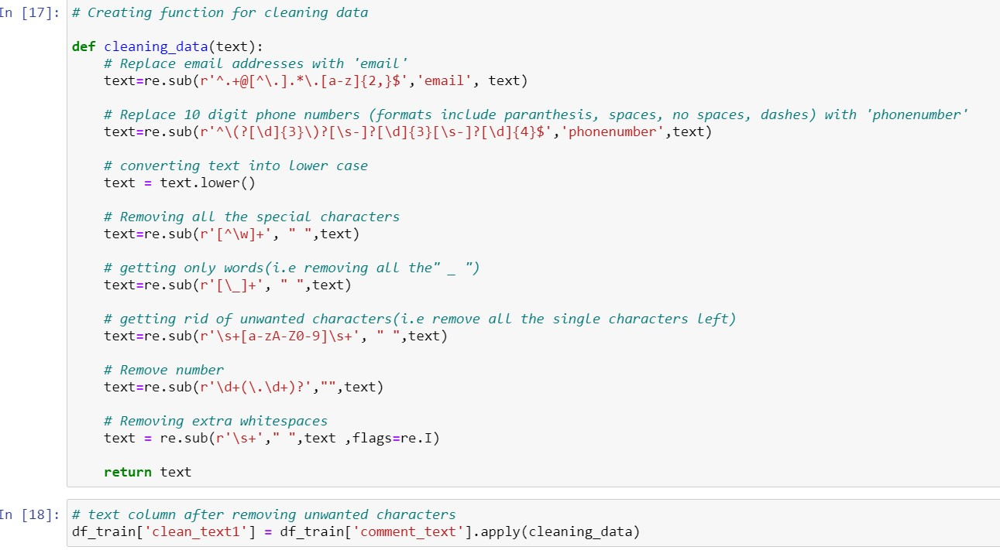 In [17]: # Creating function for cleaning data
def cleaning_data(text):
# Replace email addresses with 'email'
text=re.sub(r'^.+@[^\.].*\.[a-z]{2,}$','email', text)
# Replace 10 digit phone numbers (formats include paranthesis, spaces, no spaces, dashes) with 'phonenumber'
text=re.sub(r'^\(?[\d]{3}\)?[\s-]?[\d]{3}[\s-]?[\d]{4}$','phonenumber',text)
# converting text into lower case
text = text.lower()
# Removing all the special characters
text=re.sub(r'[^\w]+', " ",text)
# getting only words(i.e removing all the" _ ")
text=re.sub(r'[\_]+', " ",text)
# getting rid of unwanted characters(i.e remove all the single characters left)
text=re.sub(r'\s+[a-zA-Z0-9]\s+', " ",text)
# Remove number
text=re.sub(r'\d+(\.\d+)?',"",text)
# Removing extra whitespaces
text = re.sub(r'\s+'," ",text ,flags=re.I)
return text
In [18]: # text column after removing unwanted characters
df_train['clean_text1'] = df_train['comment_text'].apply(cleaning_data)